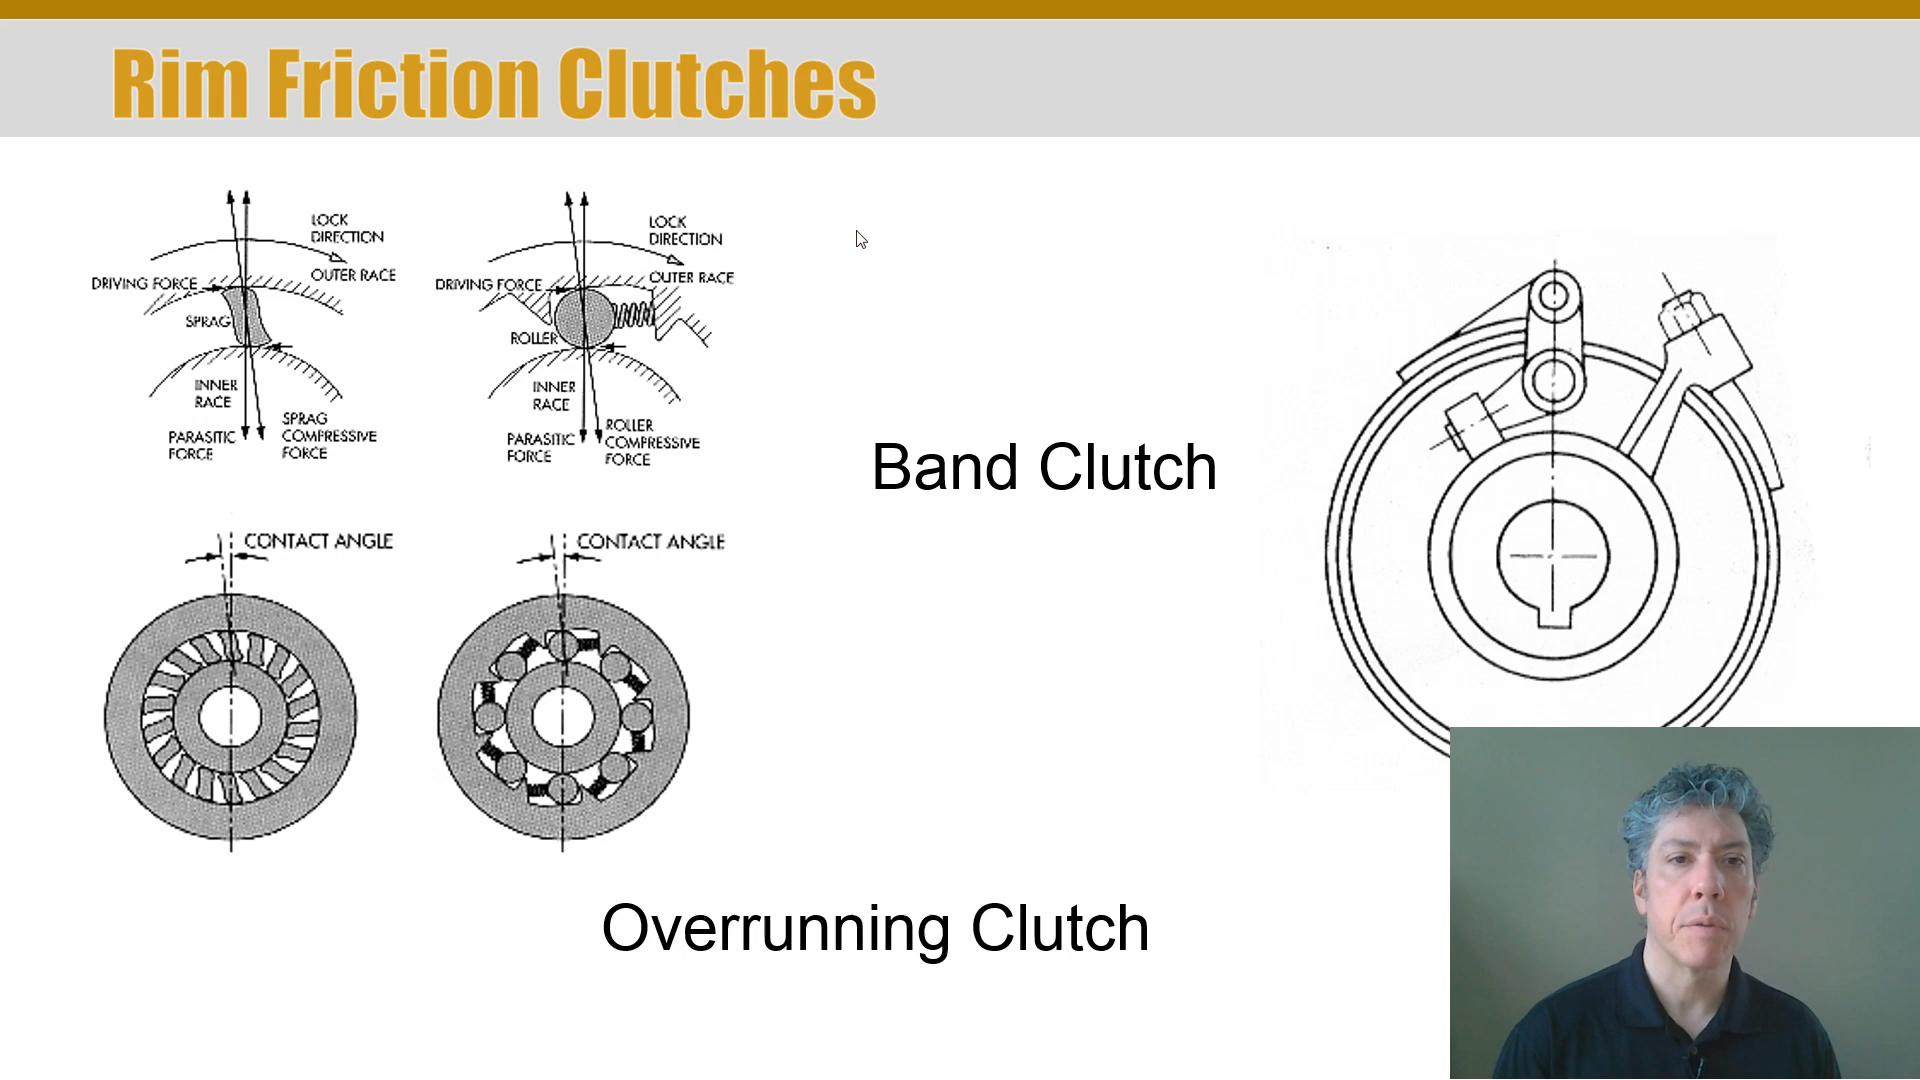 Rim Friction Clutches
LOCK
DIRECTION
OUTER RACE
DRIVING FORCE
SPRAG
INNER
RACE
SPRAG
COMPRESSIVE
FORCE
PARASITIC
FORCE
LOCK
DIRECTION
OUTER RACE
DRIVING FORCE
ROLLER
INNER
RACE
ROLLER
COMPRESSIVE
FORCE
PARASITIC
FORCE
Band Clutch
CONTACT ANGLE
CONTACT ANGLE
Overrunning Clutch